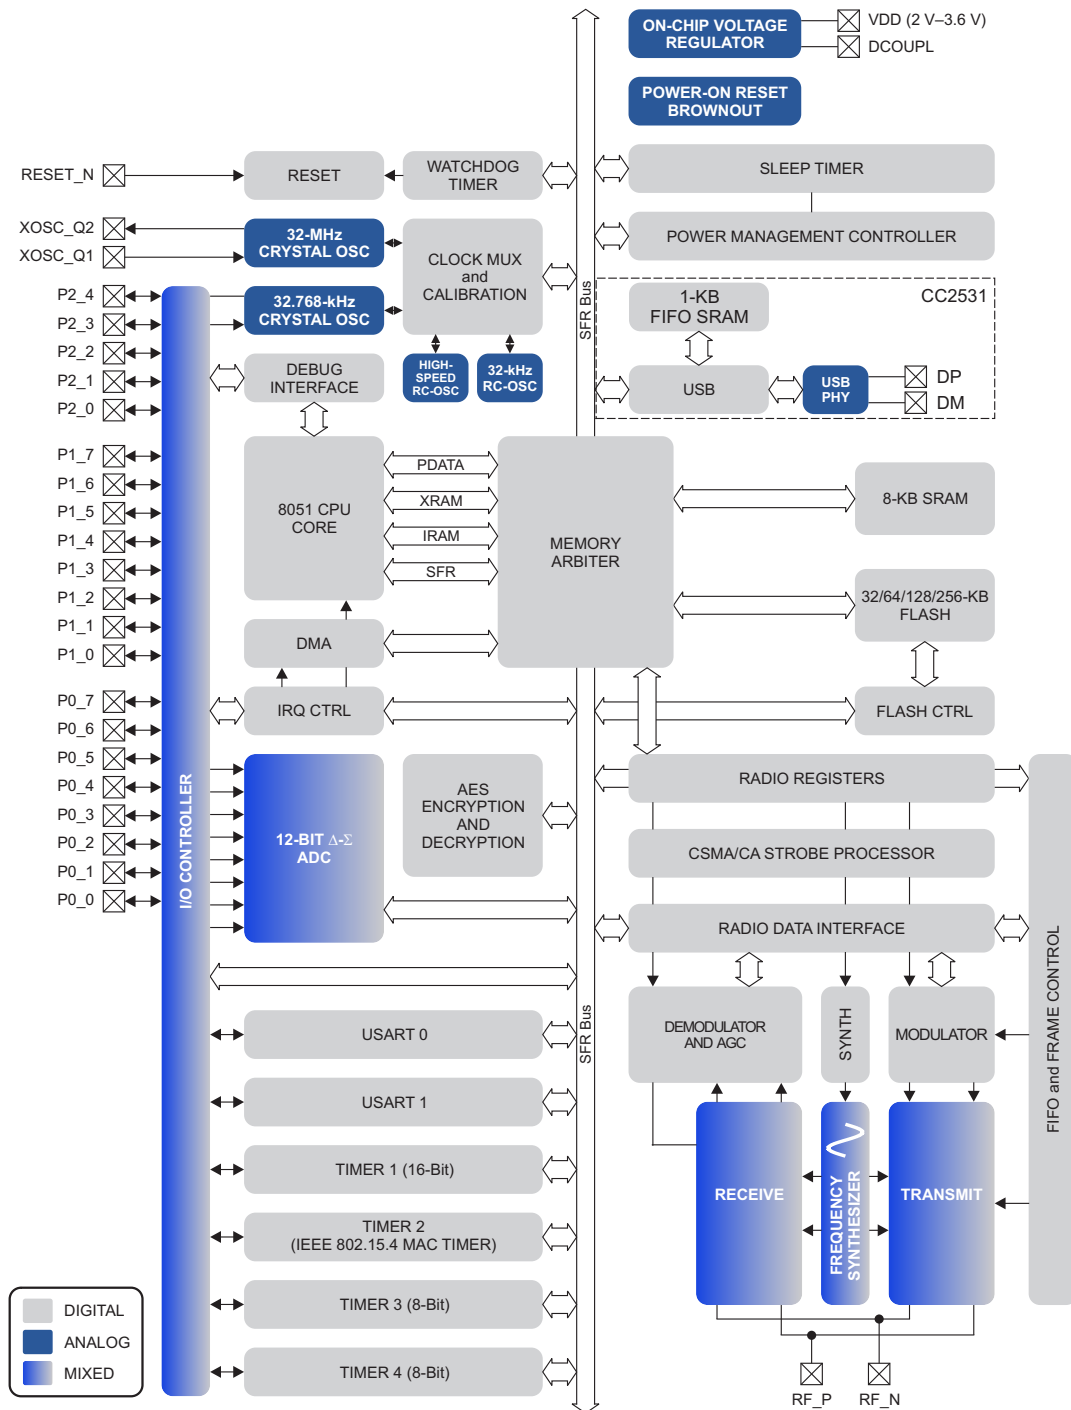 ON-CHIP VOLTAGE
REGULATOR
VDD (2 V–3.6 V)
DCOUPL
POWER-ON RESET
BROWNOUT
RESET_N
RESET
WATCHDOG
TIMER
SLEEP TIMER
XOSC_Q2
XOSC_Q1
32-MHz
CRYSTAL OSC
CLOCK MUX
and
CALIBRATION
POWER MANAGEMENT CONTROLLER
SFR Bus
CC2531
P2_4
P2_3
P2_2
P2_1
P2_0
32.768-kHz
CRYSTAL OSC
1-KB
FIFO SRAM
DEBUG
INTERFACE
HIGH-
SPEED
RC-OSC
32-kHz
RC-OSC
USB
USB
PHY
DP
DM
P1_7
P1_6
P1_5
P1_4
P1_3
P1_2
P1_1
P1_0
8051 CPU
CORE
PDATA
XRAM
IRAM
SFR
MEMORY
ARBITER
8-KB SRAM
32/64/128/256-KB
FLASH
DMA
IRQ CTRL
FLASH CTRL
P0_7
P0_6
P0_5
P0_4
P0_3
P0_2
P0_1
P0_0
I/O CONTROLLER
12-BIT Δ-Σ
ADC
AES
ENCRYPTION
AND
DECRYPTION
RADIO REGISTERS
CSMA/CA STROBE PROCESSOR
RADIO DATA INTERFACE
FIFO and FRAME CONTROL
SFR Bus
DEMODULATOR
AND AGC
SYNTH
MODULATOR
USART 0
USART 1
TIMER 1 (16-Bit)
TIMER 2
(IEEE 802.15.4 MAC TIMER)
TIMER 3 (8-Bit)
TIMER 4 (8-Bit)
RECEIVE
FREQUENCY
SYNTHESIZER
TRANSMIT
RF_P
RF_N
DIGITAL
ANALOG
MIXED